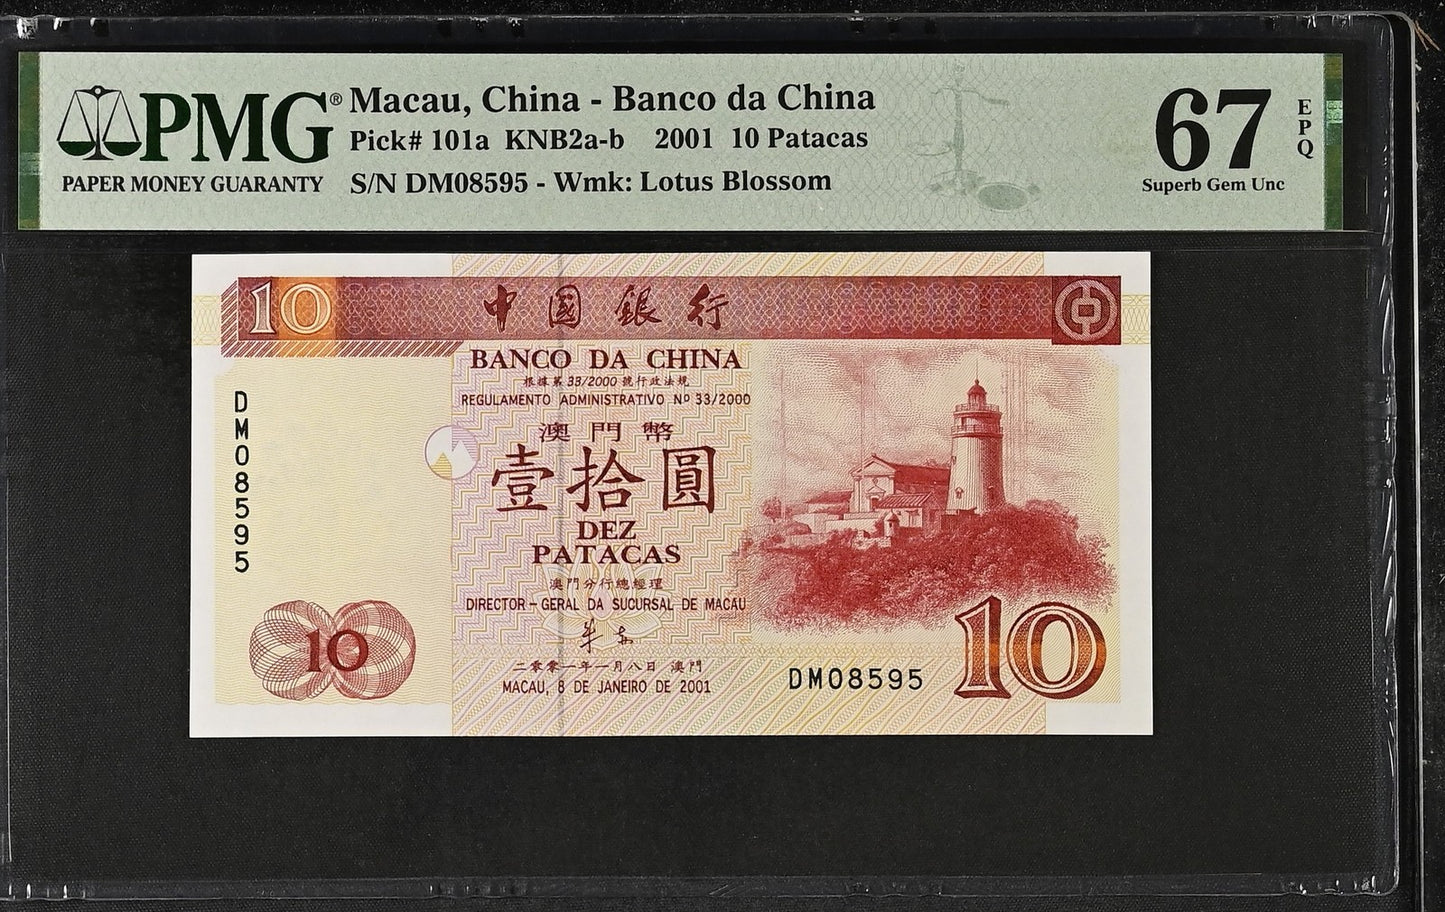 PMG®
PAPER MONEY GUARANTY
Macau, China - Banco da China
Pick# 101a KNB2a-b 2001 10 Patacas
S/N DM08595 - Wmk: Lotus Blossom
67
EPQ
Superb Gem Unc
10
中國銀行
BANCO DA CHINA
根據第33/2000號行政法規
REGULAMENTO ADMINISTRATIVO Nº 33/2000
DM08595
澳門幣
壹拾圓
DEZ
PATACAS
澳門分行總經理
DIRECTOR-GERAL DA SUCURSAL DE MACAU
二零零一年一月八日 澳門
MACAU, 8 DE JANEIRO DE 2001
10
DM08595
10